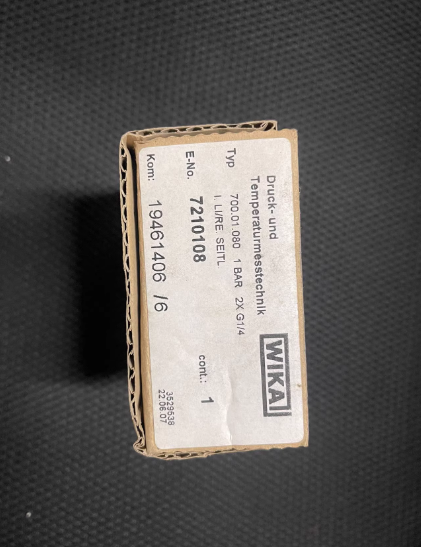 Druck- und
Temperaturmesstechnik
WIKA
Typ 700.01.080 1 BAR 2X G1/4
I. LI/RE. SEITL
E-No. 7210108 cont.: 1
Kom: 19461406 /6
3529538
22.06.07